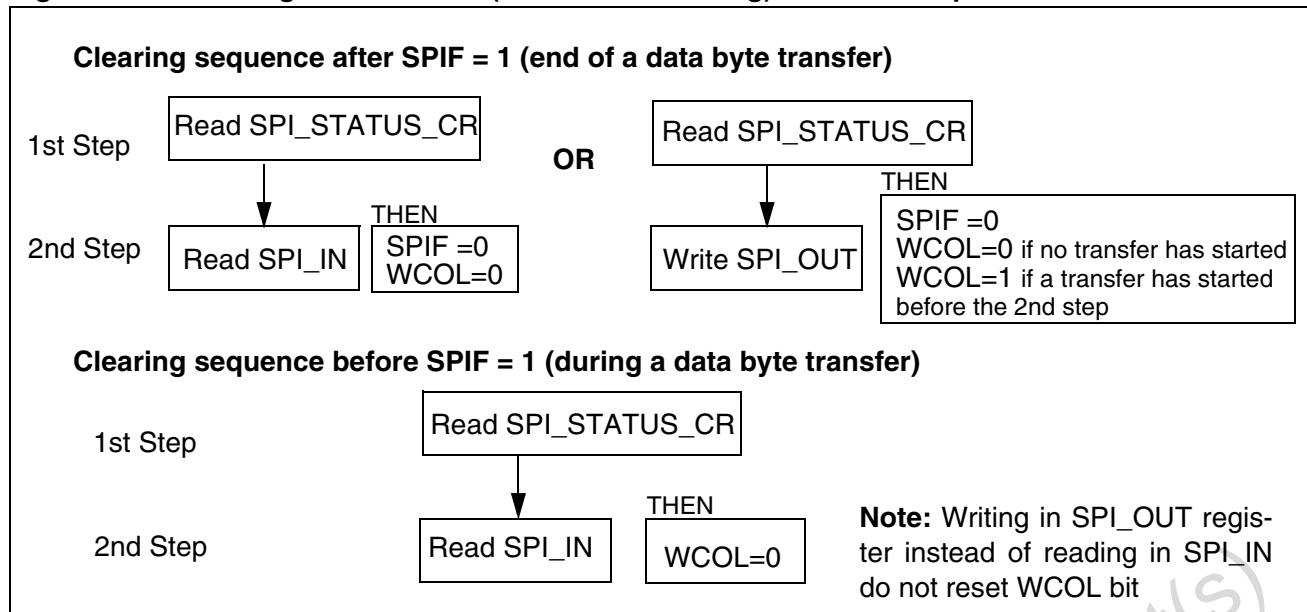 Clearing sequence after SPIF = 1 (end of a data byte transfer)
1st Step
Read SPI_STATUS_CR
OR
Read SPI_STATUS_CR
2nd Step
Read SPI_IN
THEN
SPIF =0
WCOL=0
Write SPI_OUT
THEN
SPIF =0
WCOL=0 if no transfer has started
WCOL=1 if a transfer has started
before the 2nd step
Clearing sequence before SPIF = 1 (during a data byte transfer)
1st Step
Read SPI_STATUS_CR
2nd Step
Read SPI_IN
THEN
WCOL=0
Note: Writing in SPI_OUT regis-
ter instead of reading in SPI_IN
do not reset WCOL bit